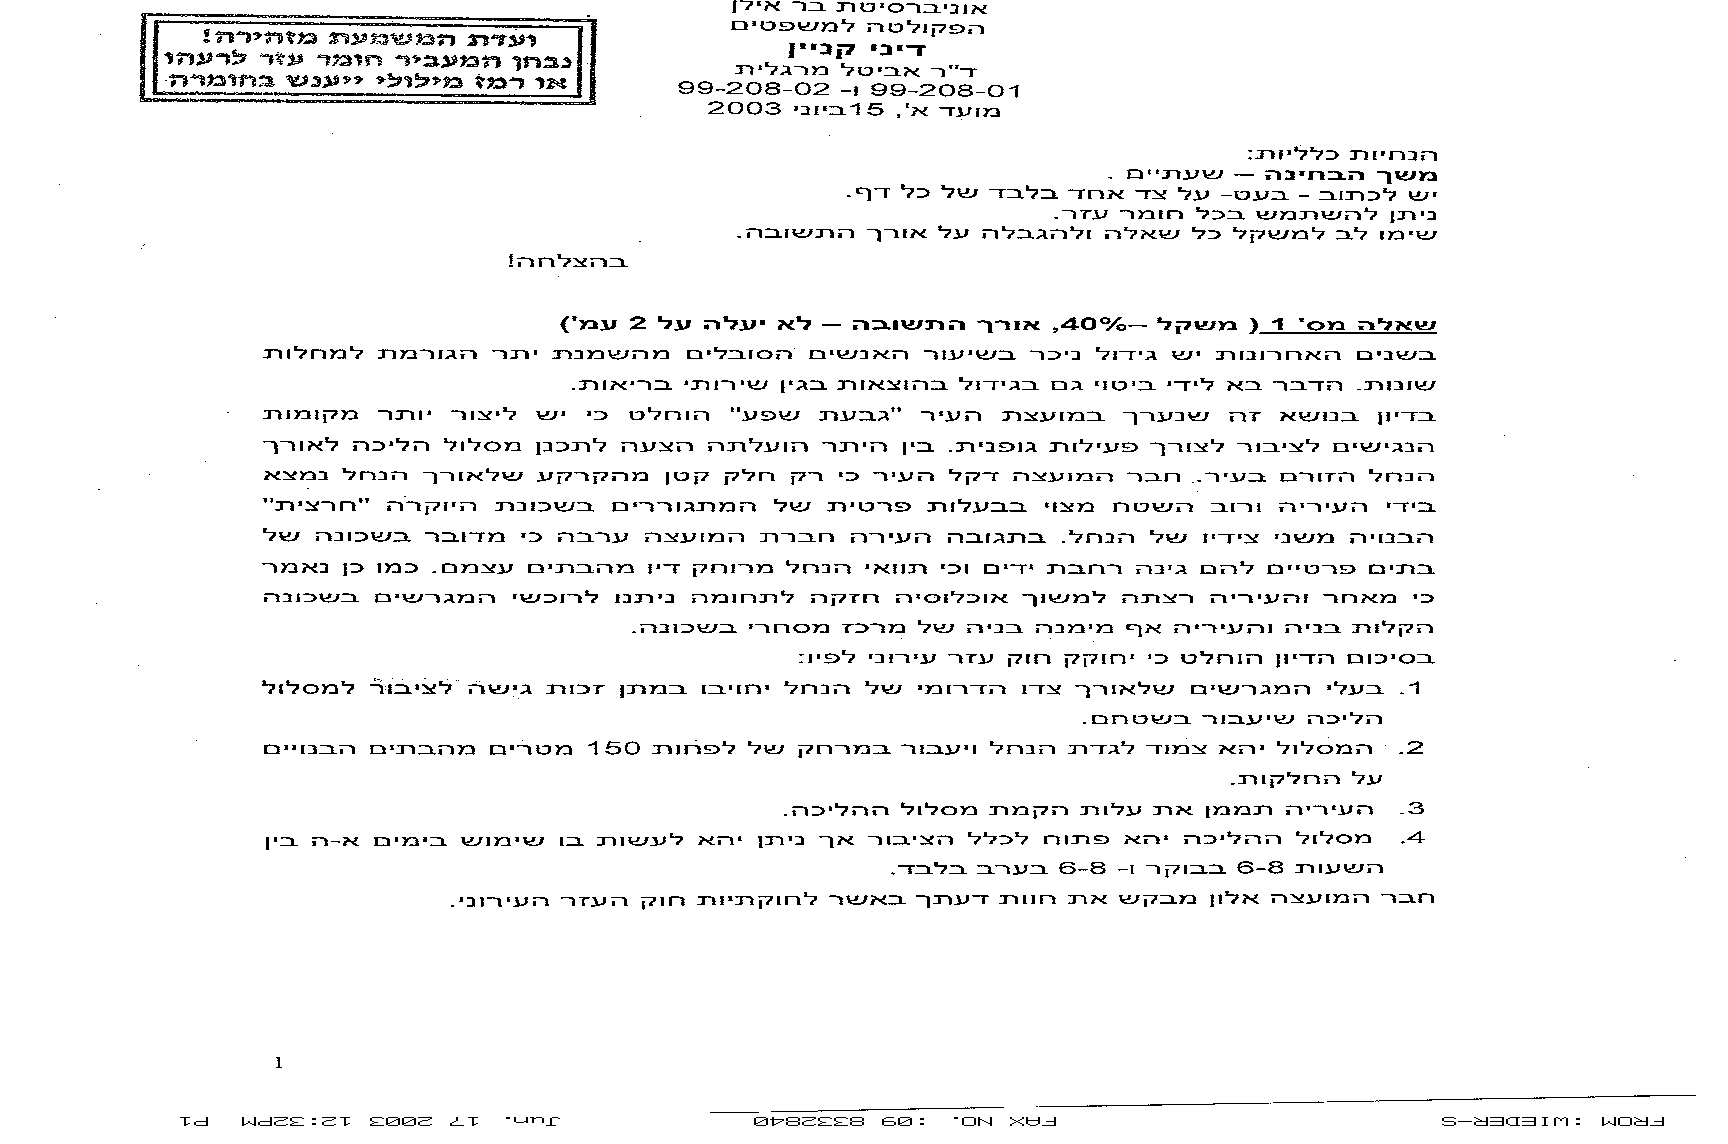 אוניברסיטת בר אילן
הפקולטה למשפטים
דיני קניין
ד"ר אביטל מרגלית
99-208-01 ו- 99-208-02
מועד א', 15ביוני 2003
ועדת המשמעת מזהירה!
נבחן המעביר חומר עזר לרעהו
או רמז מילולי ייענש בחומרה
הנחיות כלליות:
משך הבחינה – שעתיים .
יש לכתוב - בעט- על צד אחד בלבד של כל דף.
ניתן להשתמש בכל חומר עזר.
שימו לב למשקל כל שאלה ולהגבלה על אורך התשובה.
בהצלחה!
שאלה מס' 1 ( משקל –40%, אורך התשובה – לא יעלה על 2 עמ')
בשנים האחרונות יש גידול ניכר בשיעור האנשים הסובלים מהשמנת יתר הגורמת למחלות
שונות. הדבר בא לידי ביטוי גם בגידול בהוצאות בגין שירותי בריאות.
בדיון בנושא זה שנערך במועצת העיר "גבעת שפע" הוחלט כי יש ליצור יותר מקומות
הנגישים לציבור לצורך פעילות גופנית. בין היתר הועלתה הצעה לתכנן מסלול הליכה לאורך
הנחל הזורם בעיר. חבר המועצה דקל העיר כי רק חלק קטן מהקרקע שלאורך הנחל נמצא
בידי העיריה ורוב השטח מצוי בבעלות פרטית של המתגוררים בשכונת היוקרה "חרצית"
הבנויה משני צידיו של הנחל. בתגובה העירה חברת המועצה ערבה כי מדובר בשכונה של
בתים פרטיים להם גינה רחבת ידים וכי תוואי הנחל מרוחק דיו מהבתים עצמם. כמו כן נאמר
כי מאחר והעיריה רצתה למשוך אוכלוסיה חזקה לתחומה ניתנו לרוכשי המגרשים בשכונה
הקלות בניה והעיריה אף מימנה בניה של מרכז מסחרי בשכונה.
בסיכום הדיון הוחלט כי יחוקק חוק עזר עירוני לפיו:
1. בעלי המגרשים שלאורך צדו הדרומי של הנחל יחויבו במתן זכות גישה לציבור למסלול
הליכה שיעבור בשטחם.
2. המסלול יהא צמוד לגדת הנחל ויעבור במרחק של לפחות 150 מטרים מהבתים הבנויים
על החלקות.
3. העיריה תממן את עלות הקמת מסלול ההליכה.
4. מסלול ההליכה יהא פתוח לכלל הציבור אך ניתן יהא לעשות בו שימוש בימים א-ה בין
השעות 6-8 בבוקר ו- 6-8 בערב בלבד.
חבר המועצה אלון מבקש את חוות דעתך באשר לחוקתיות חוק העזר העירוני.
1
FROM :WIEDER-S FAX NO. :09 8332840 Jun. 17 2003 12:32PM P1